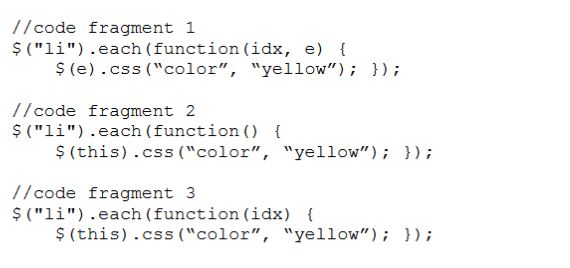 //code fragment 1
$("li").each(function(idx, e) {
$(e).css(“color”, “yellow”); });
//code fragment 2
$("li").each(function() {
$(this).css(“color”, “yellow”); });
//code fragment 3
$("li").each(function(idx) {
$(this).css(“color”, “yellow”); });